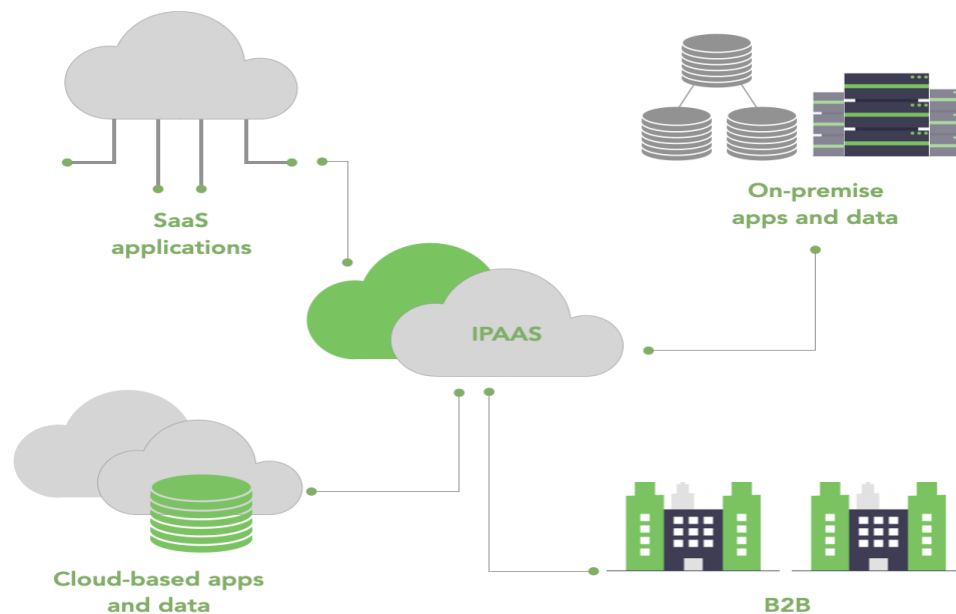 SaaS
applications
On-premise
apps and data
IPAAS
Cloud-based apps
and data
B2B